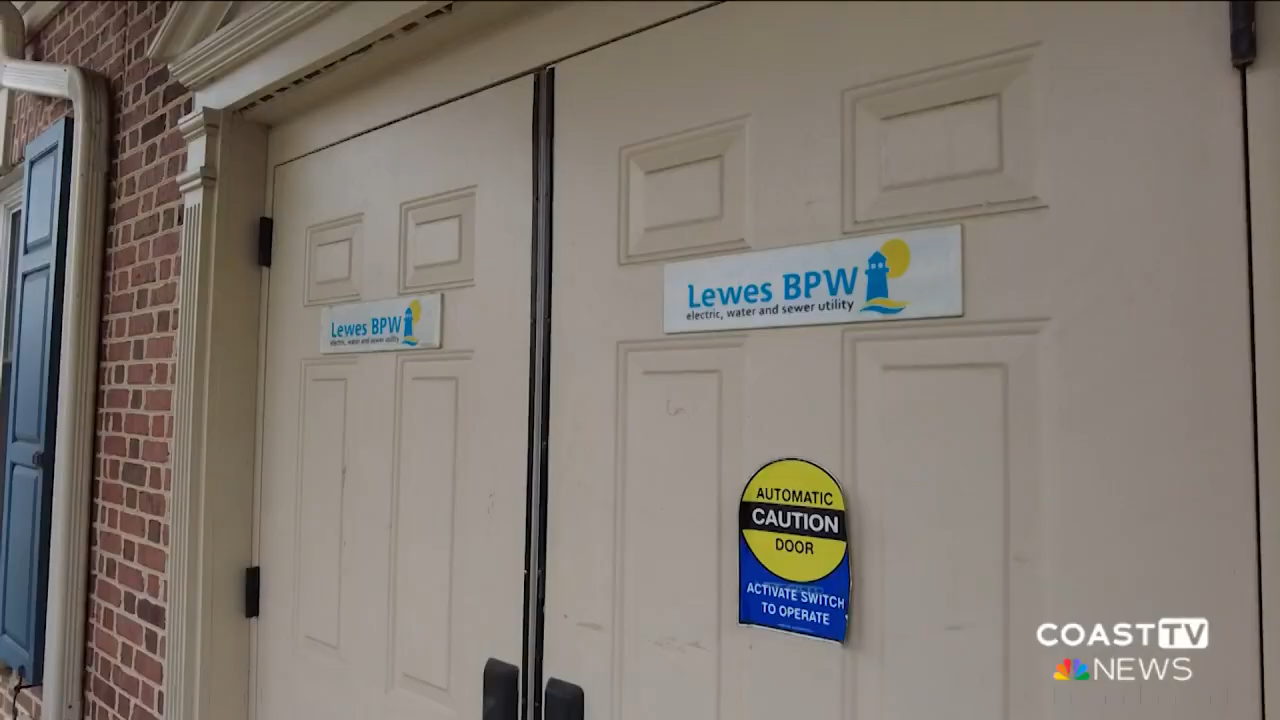 Lewes BPW
electric, water and sewer utility
Lewes BPW
electric, water and sewer utility
AUTOMATIC
CAUTION
DOOR
ACTIVATE SWITCH
TO OPERATE
COAST TV
NEWS